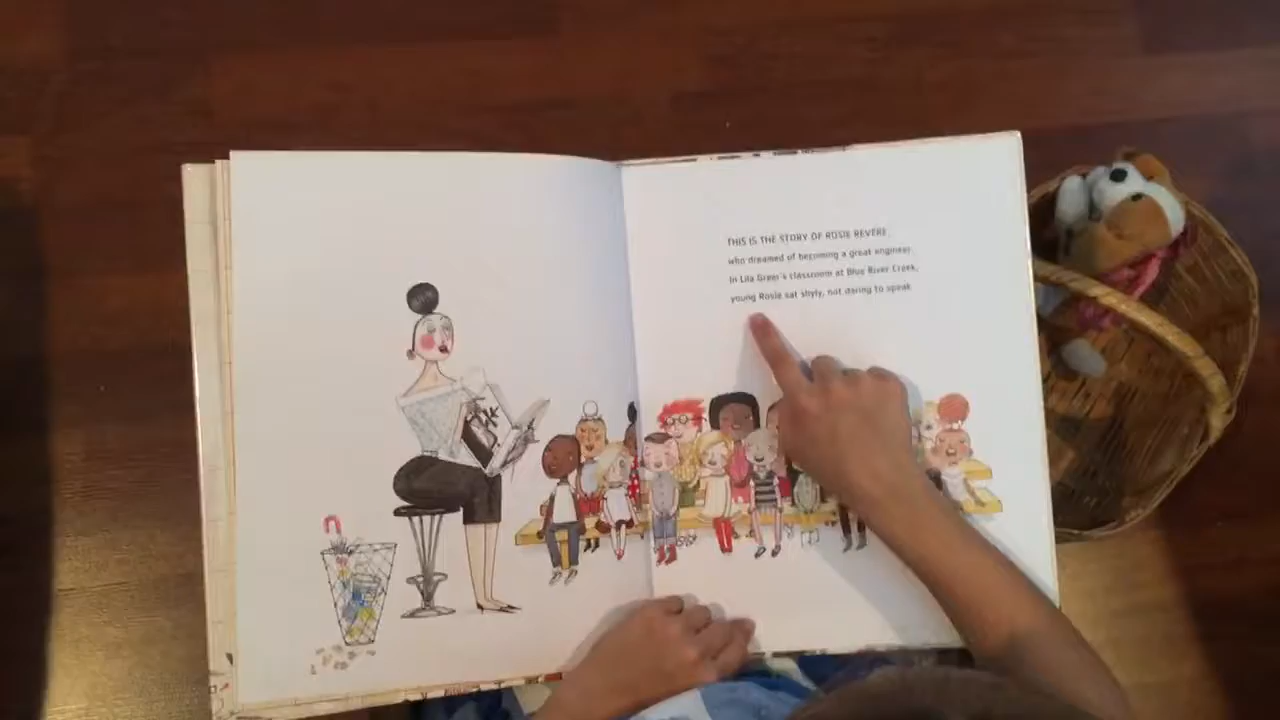 THIS IS THE STORY OF ROSIE REVERE,
who dreamed of becoming a great engineer.
In Lila Greer's classroom at Blue River Creek,
young Rosie sat shyly, not daring to speak.